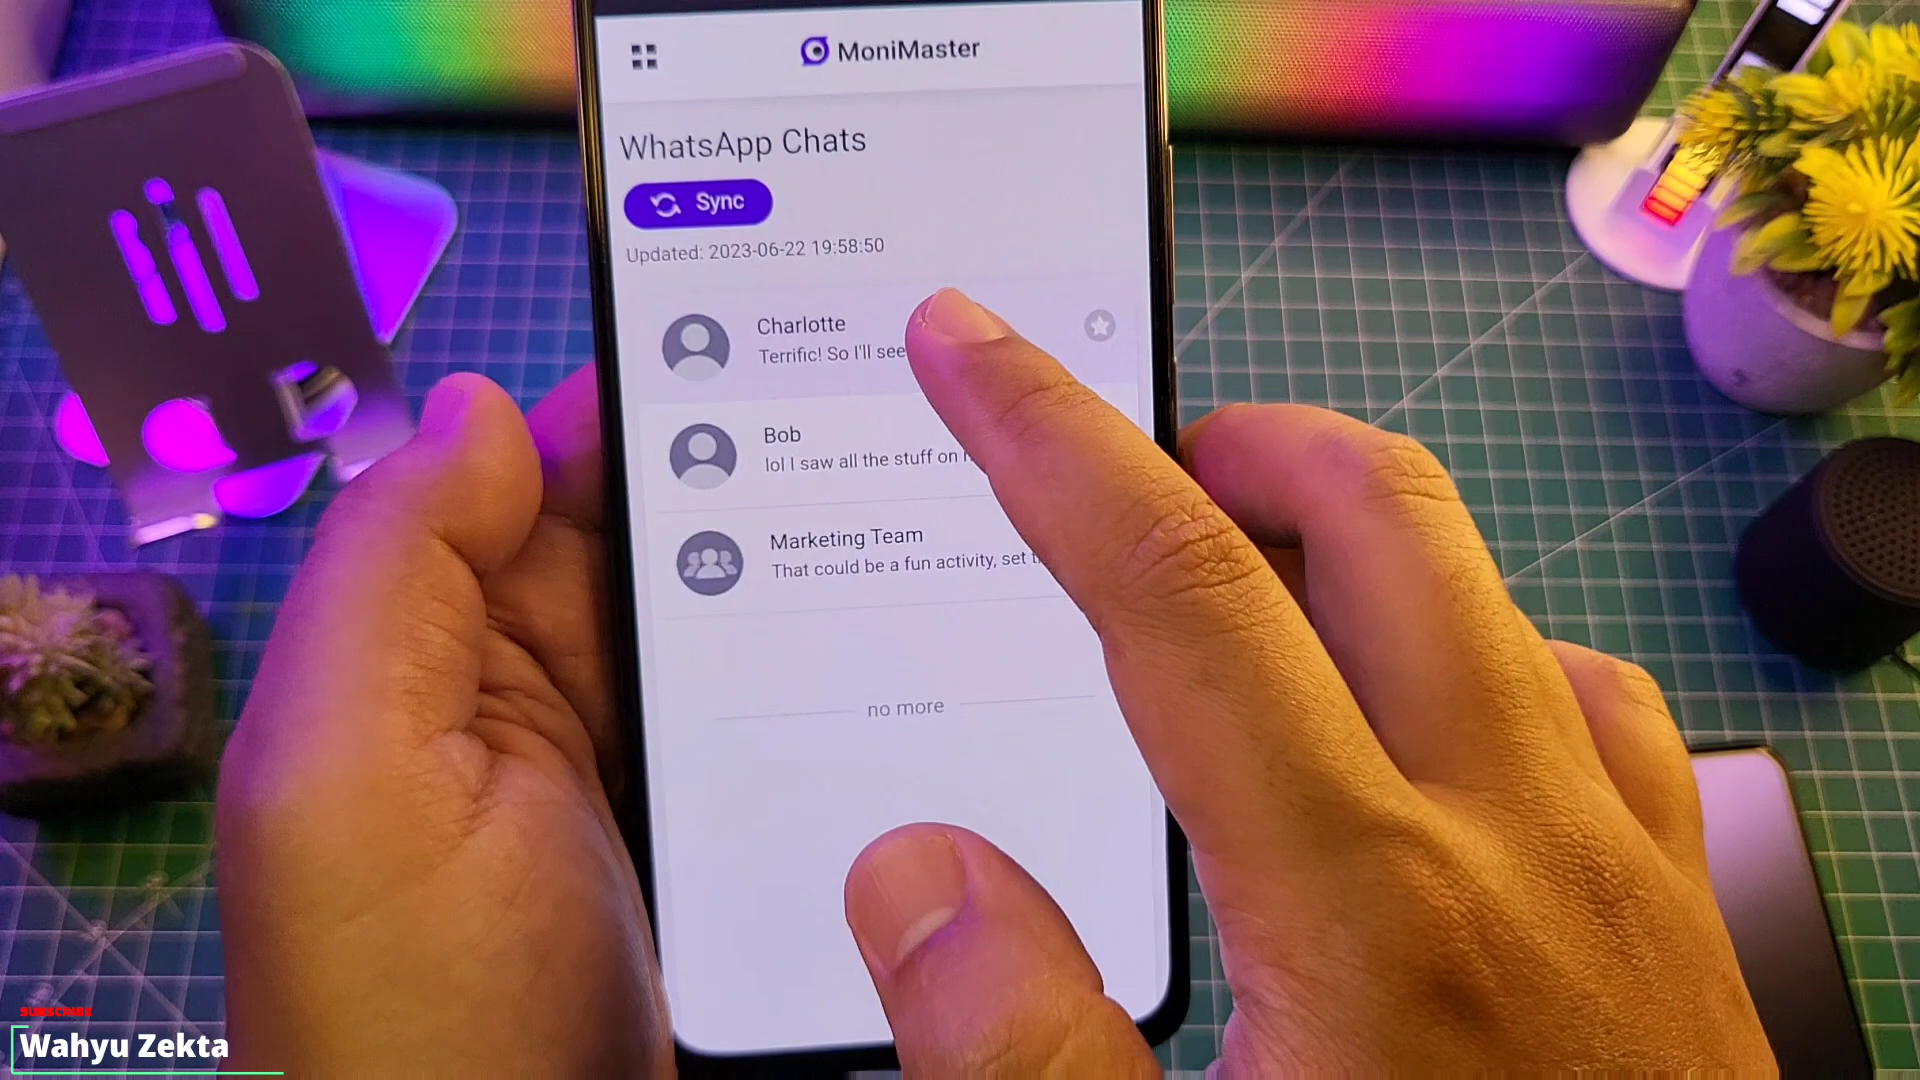 MoniMaster
WhatsApp Chats
Sync
Updated: 2023-06-22 19:58:50
Charlotte
Terrific! So I'll see
Bob
lol I saw all the stuff on
Marketing Team
That could be a fun activity, set
no more
SUBSCRIBE
Wahyu Zekta